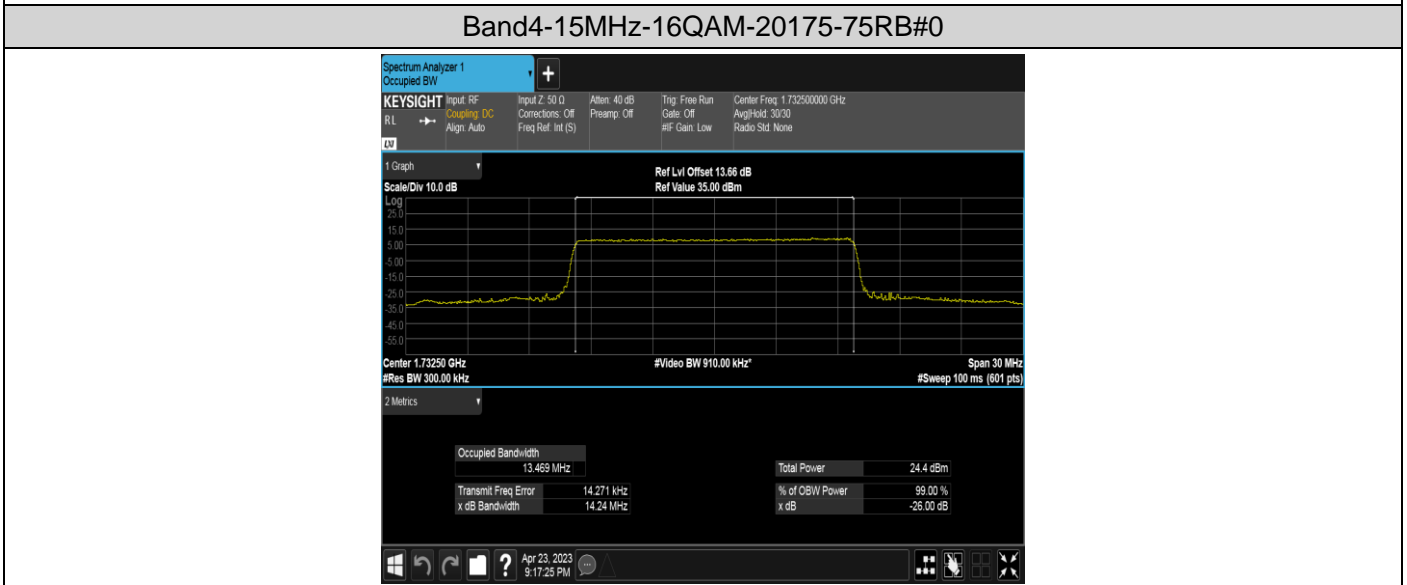 Band4-15MHz-16QAM-20175-75RB#0
Spectrum Analyzer 1
Occupied BW
+
KEYSIGHT
RL
LXI
Input: RF
Coupling: DC
Align: Auto
Input Z: 50 Ω
Corrections: Off
Freq Ref: Int (S)
Atten: 40 dB
Preamp: Off
Trig: Free Run
Gate: Off
#IF Gain: Low
Center Freq: 1.732500000 GHz
Avg|Hold: 30/30
Radio Std: None
1 Graph
Scale/Div 10.0 dB
Ref Lvl Offset 13.66 dB
Ref Value 35.00 dBm
Log
25.0
15.0
5.00
-5.00
-15.0
-25.0
-35.0
-45.0
-55.0
Center 1.73250 GHz
#Res BW 300.00 kHz
#Video BW 910.00 kHz*
Span 30 MHz
#Sweep 100 ms (601 pts)
2 Metrics
Occupied Bandwidth
13.469 MHz
Total Power 24.4 dBm
Transmit Freq Error 14.271 kHz
% of OBW Power 99.00 %
x dB Bandwidth 14.24 MHz
x dB -26.00 dB
?
Apr 23, 2023
9:17:25 PM